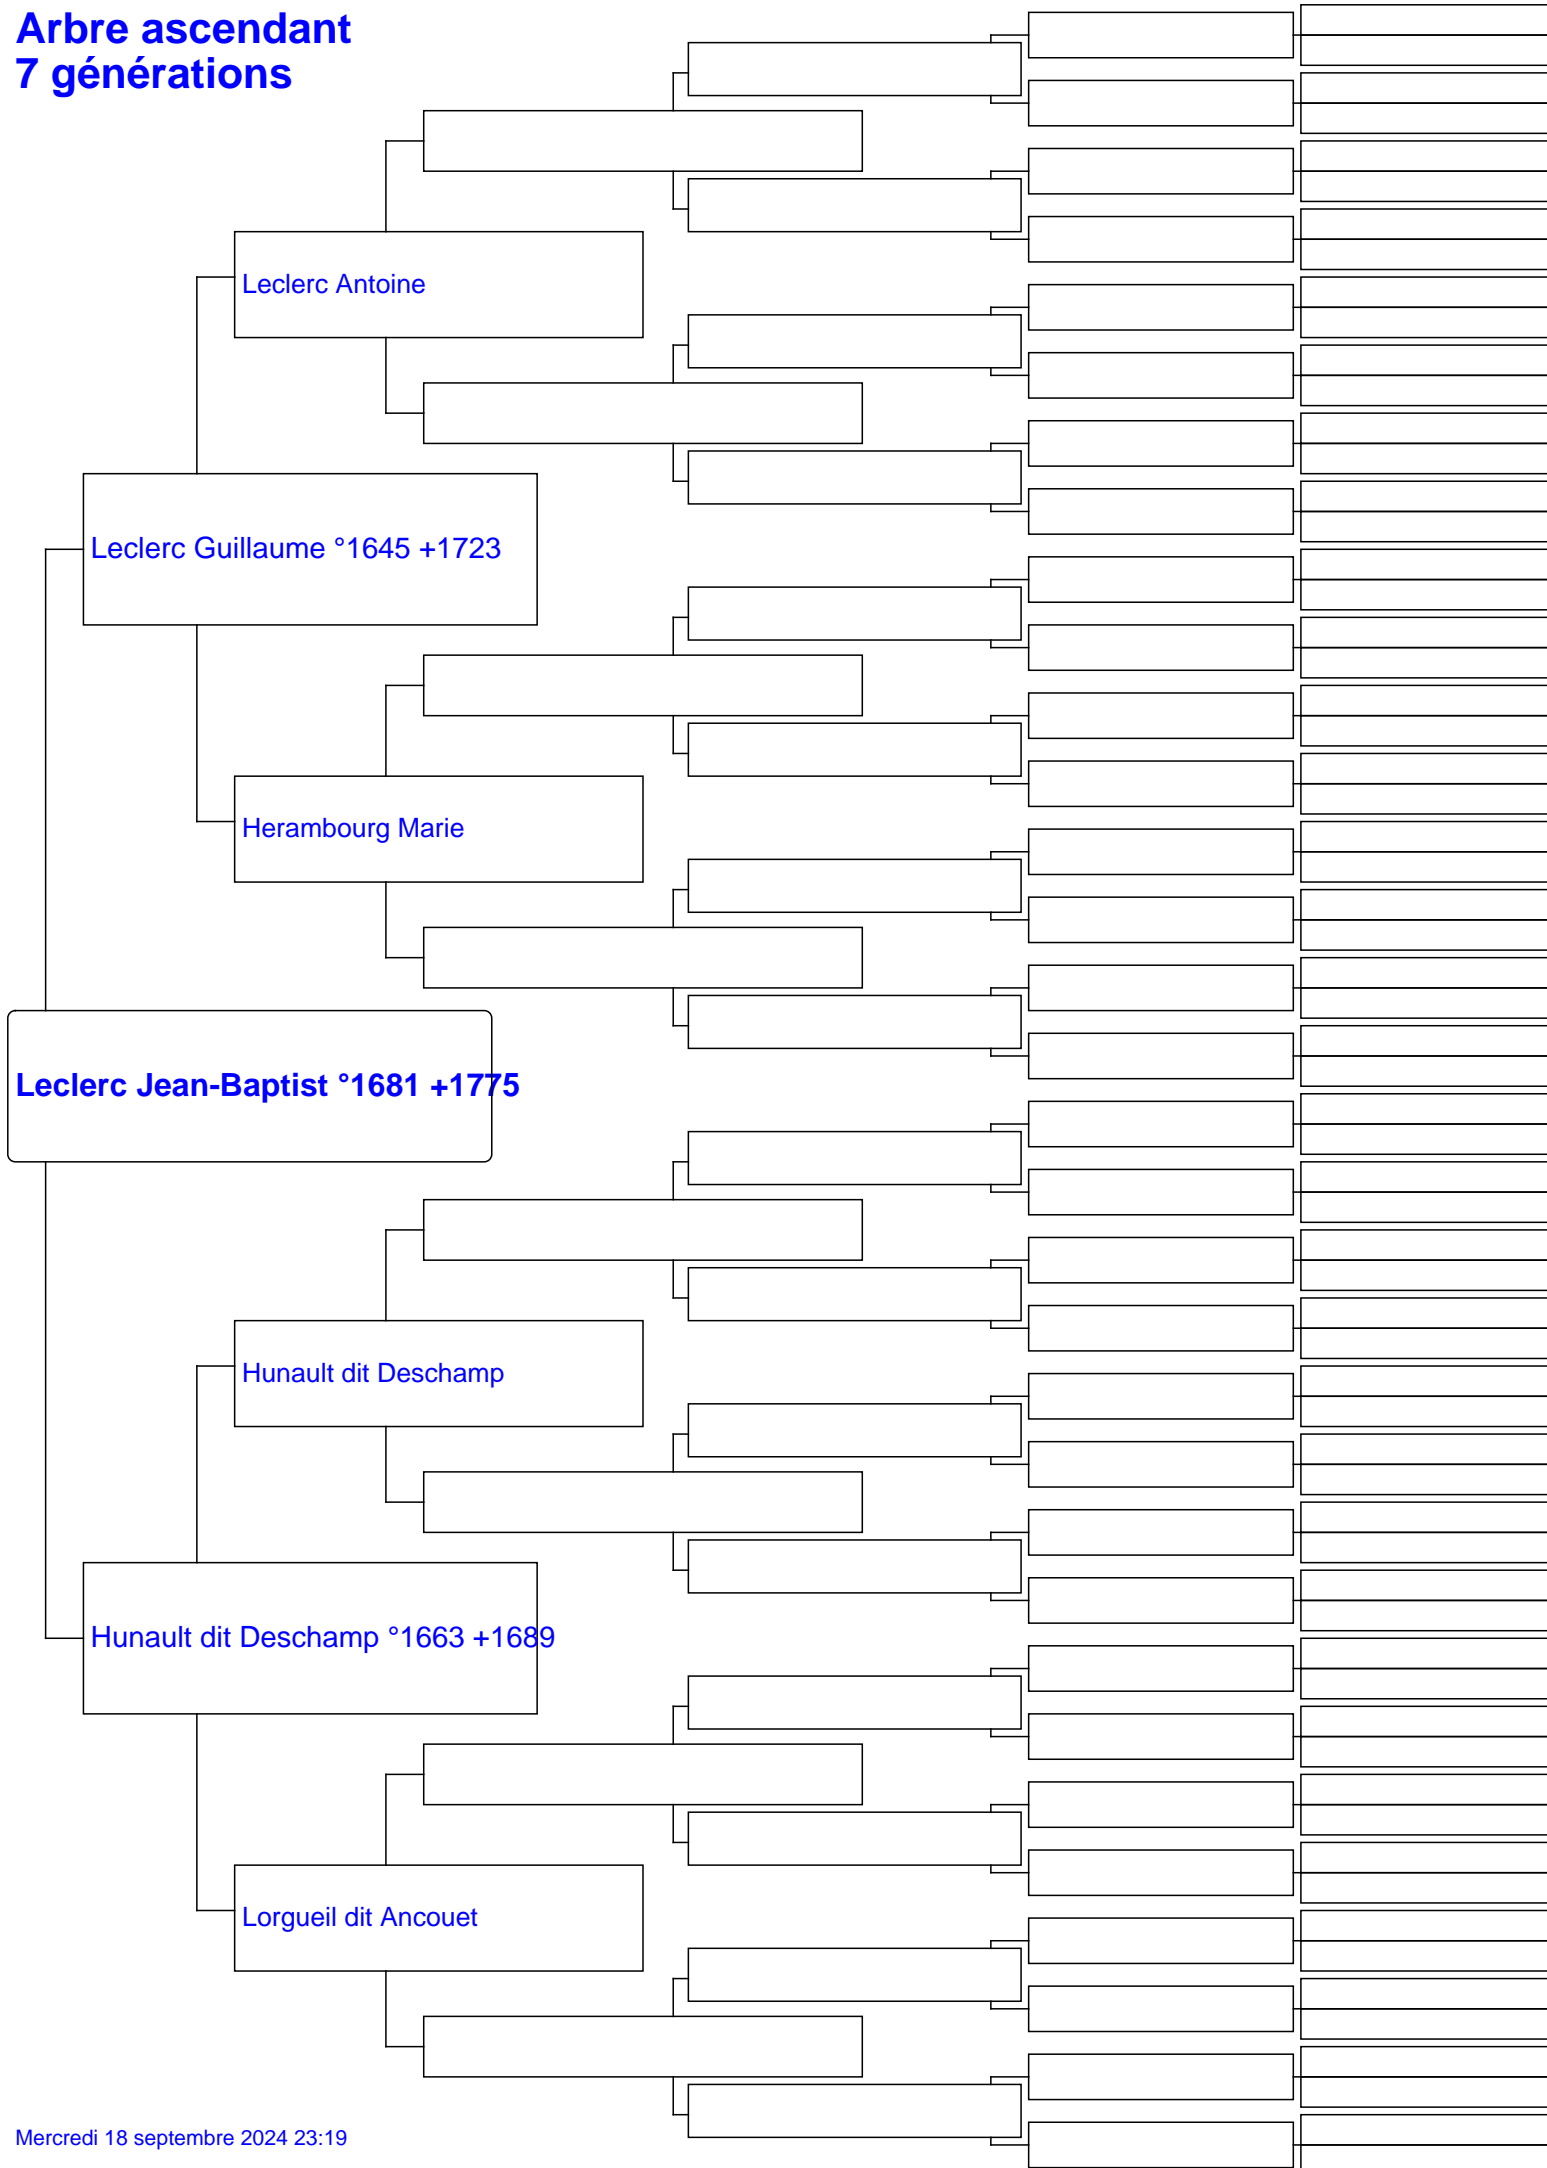 Arbre ascendant
7 générations
Leclerc Antoine
Leclerc Guillaume °1645 +1723
Herambourg Marie
Leclerc Jean-Baptist °1681 +1775
Hunault dit Deschamp
Hunault dit Deschamp °1663 +1689
Lorgueil dit Ancouet
Mercredi 18 septembre 2024 23:19